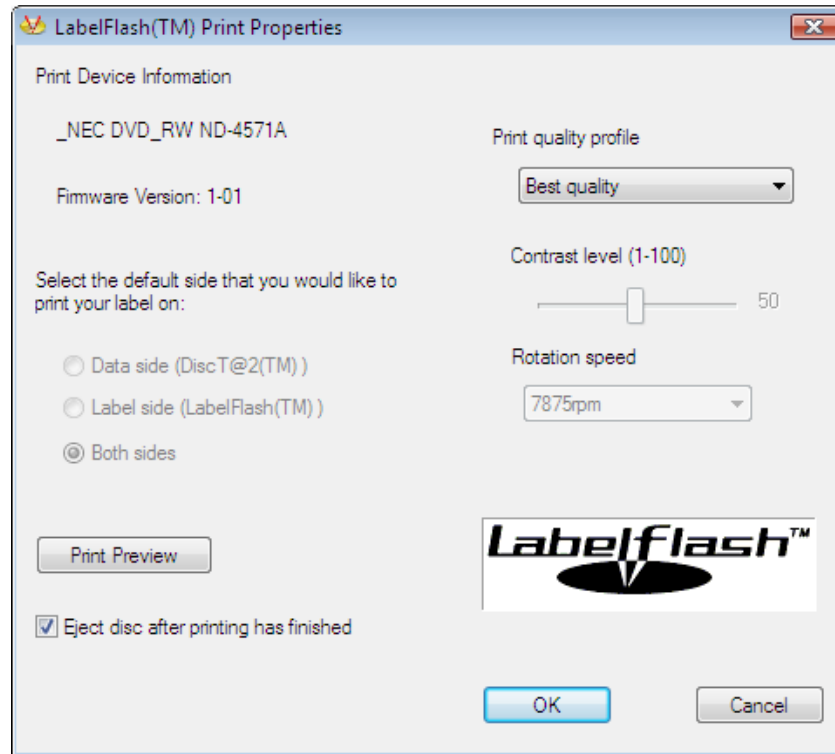 LabelFlash(TM) Print Properties
Print Device Information
_NEC DVD_RW ND-4571A
Firmware Version: 1-01
Select the default side that you would like to
print your label on:
Data side (DiscT@2(TM) )
Label side (LabelFlash(TM) )
Both sides
Print Preview
Eject disc after printing has finished
Print quality profile
Best quality
Contrast level (1-100)
50
Rotation speed
7875rpm
Labelflash™
OK
Cancel